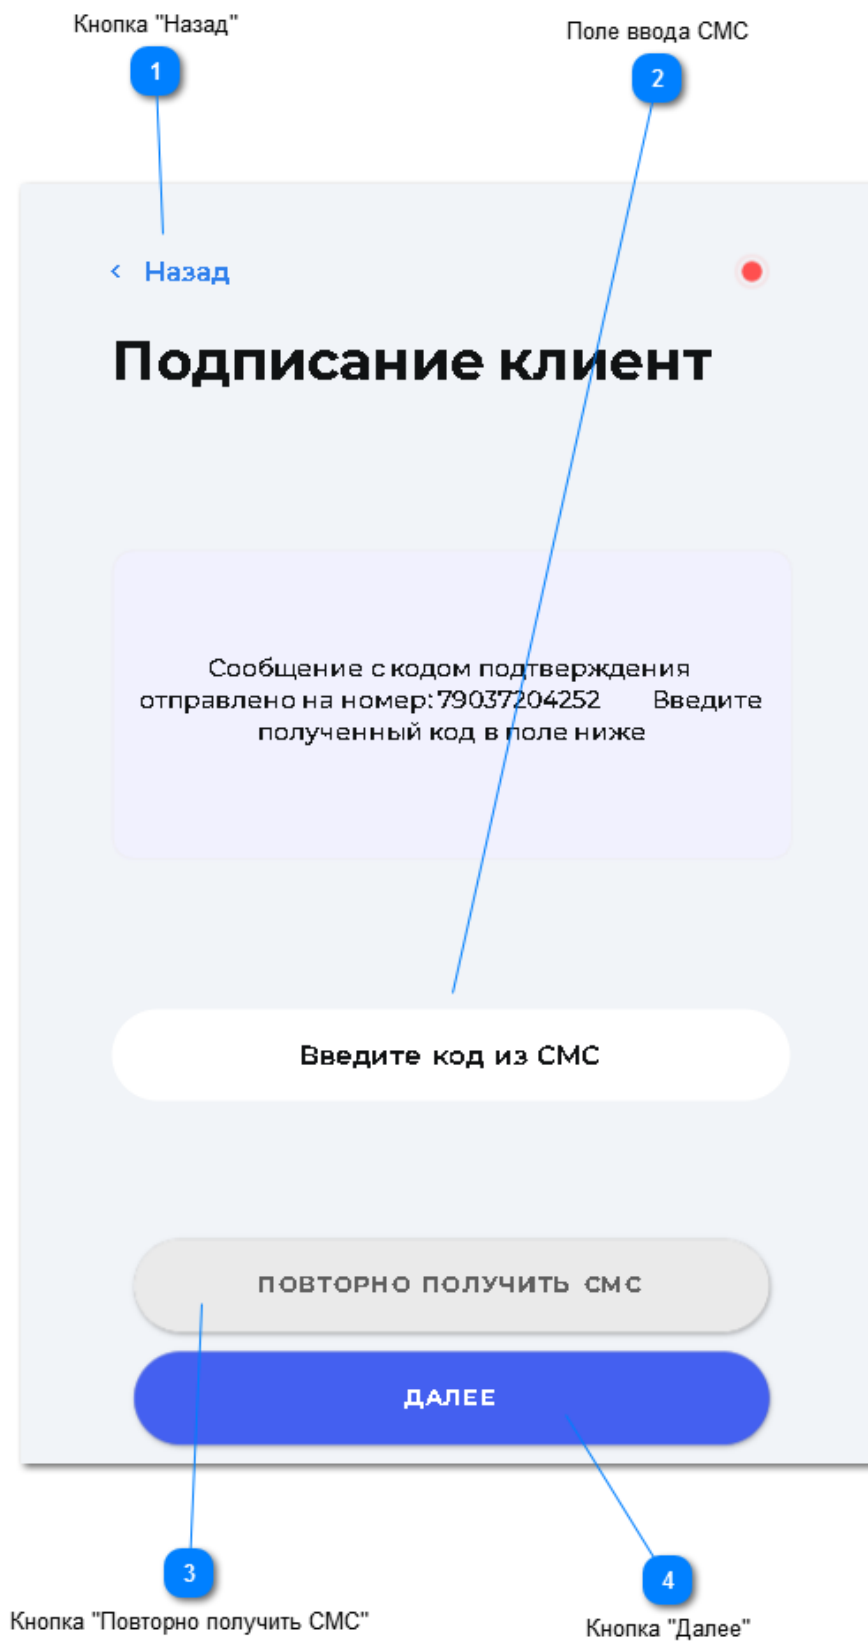 Кнопка "Назад"
Поле ввода СМС
1
2
< Назад
Подписание клиент
Сообщение с кодом подтверждения
отправлено на номер: 79037204252 Введите
полученный код в поле ниже
Введите код из СМС
ПОВТОРНО ПОЛУЧИТЬ СМС
ДАЛЕЕ
3
4
Кнопка "Повторно получить СМС"
Кнопка "Далее"